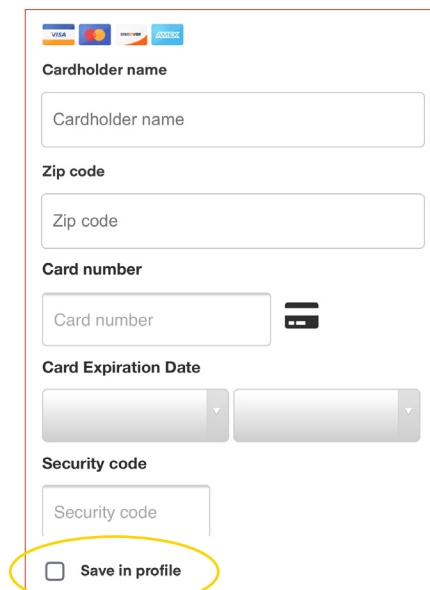 VISA DISCOVER AMEX
Cardholder name
Cardholder name
Zip code
Zip code
Card number
Card number
Card Expiration Date
Security code
Security code
Save in profile